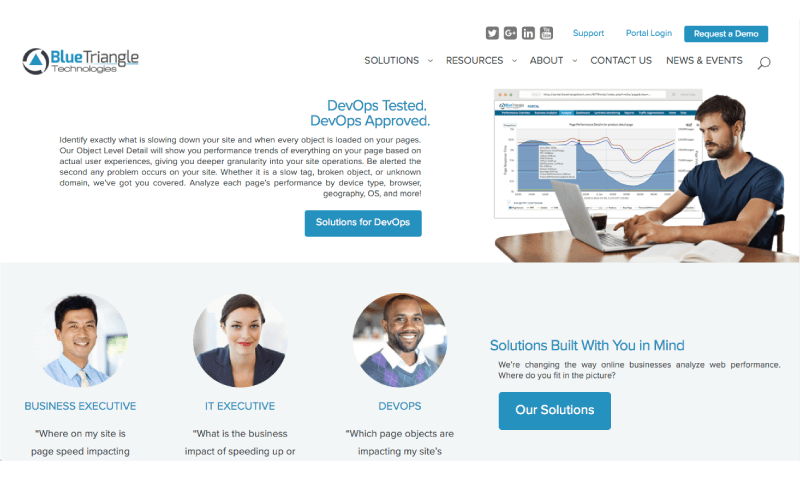 Support Portal Login Request a Demo
BlueTriangle
Technologies
SOLUTIONS RESOURCES ABOUT CONTACT US NEWS & EVENTS
DevOps Tested.
DevOps Approved.
Identify exactly what is slowing down your site and when every object is loaded on your pages.
Our Object Level Detail will show you performance trends of everything on your page based on
actual user experiences, giving you deeper granularity into your site operations. Be alerted the
second any problem occurs on your site. Whether it is a slow tag, broken object, or unknown
domain, we've got you covered. Analyze each page's performance by device type, browser,
geography, OS, and more!
Solutions for DevOps
BUSINESS EXECUTIVE
"Where on my site is
page speed impacting
IT EXECUTIVE
"What is the business
impact of speeding up or
DEVOPS
"Which page objects are
impacting my site's
Solutions Built With You in Mind
We're changing the way online businesses analyze web performance.
Where do you fit in the picture?
Our Solutions